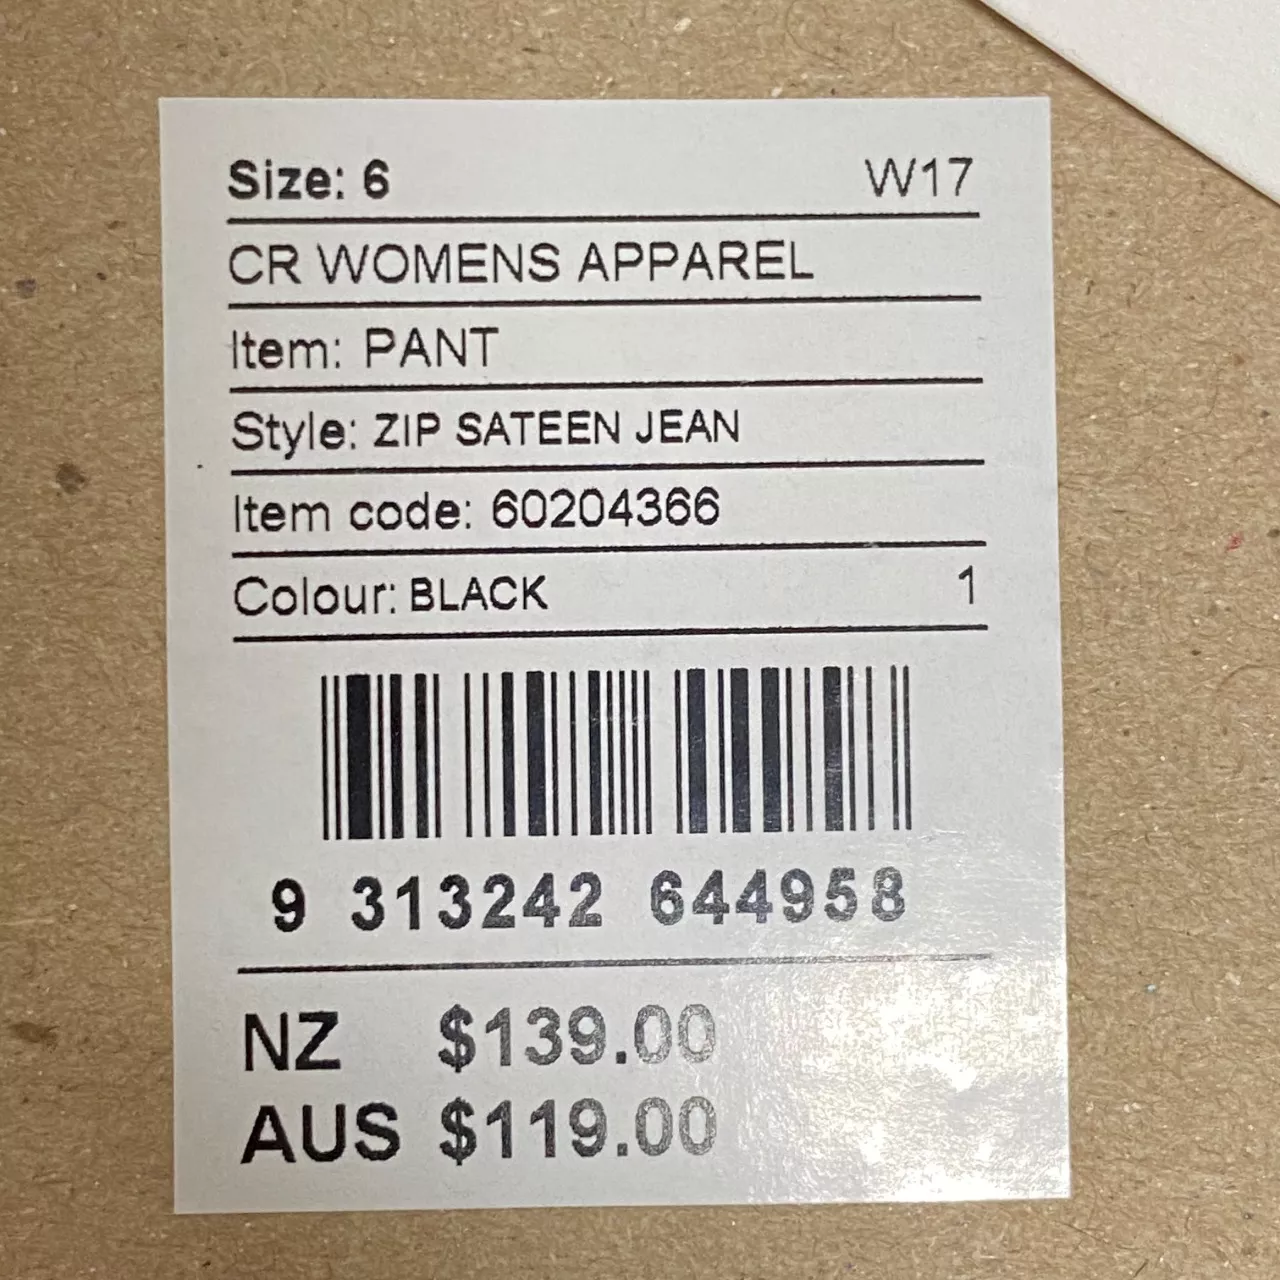 Size: 6 W17
CR WOMENS APPAREL
Item: PANT
Style: ZIP SATEEN JEAN
Item code: 60204366
Colour: BLACK 1
9 313242 644958
NZ $139.00
AUS $119.00